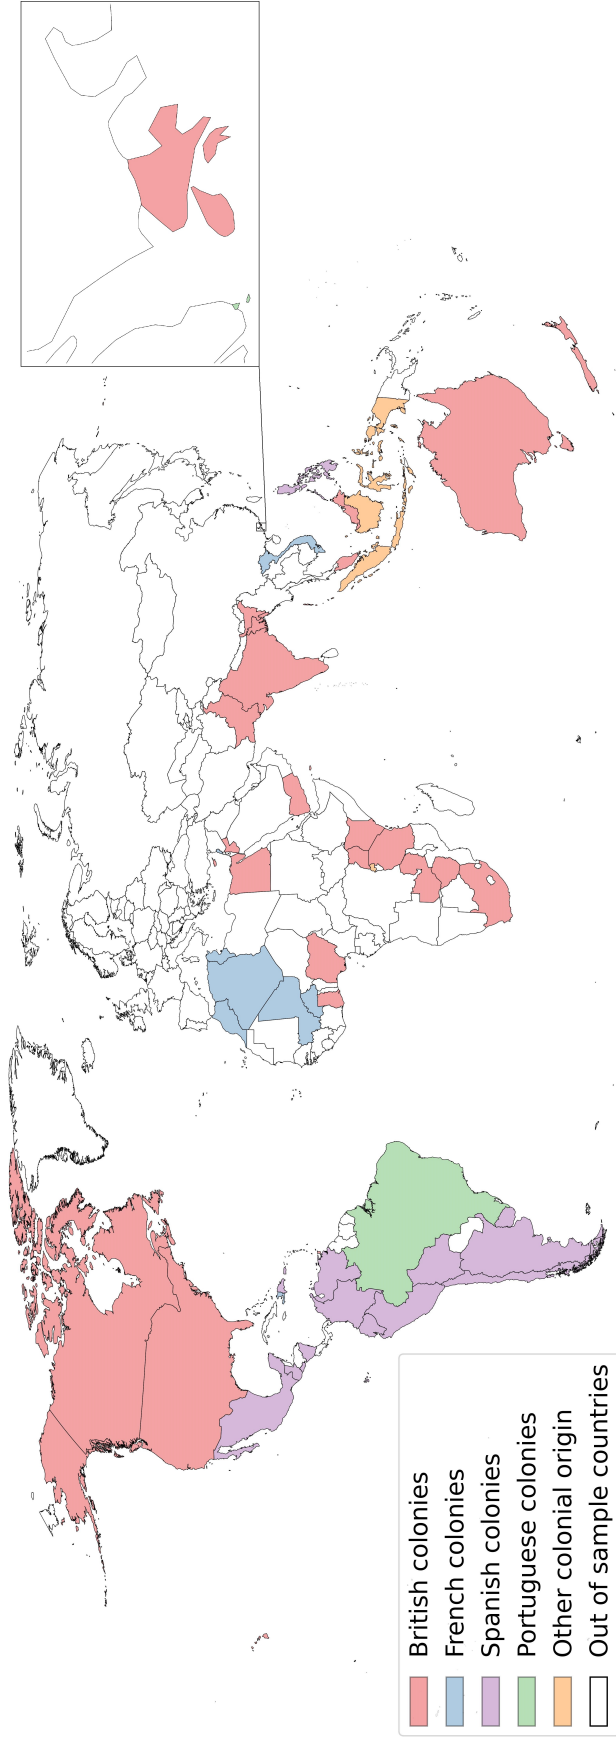 British colonies
French colonies
Spanish colonies
Portuguese colonies
Other colonial origin
Out of sample countries